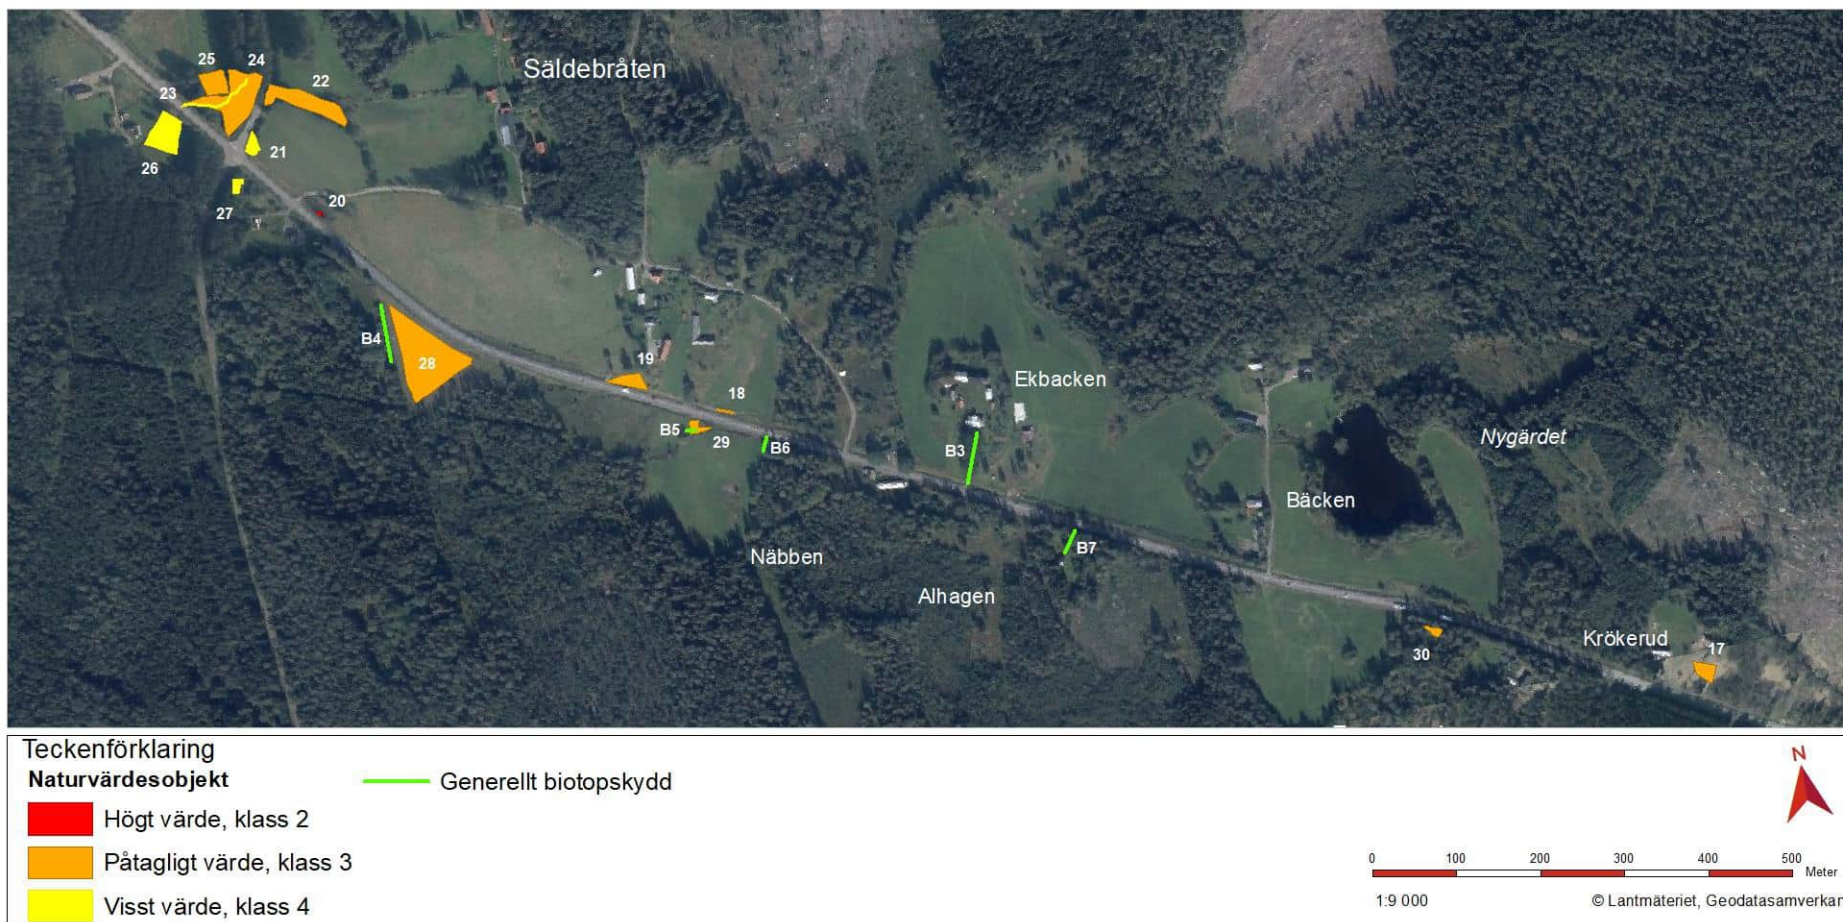 25
24
22
Säldebråten
23
21
26
27
20
B4
28
19
18
B5
29
B6
Ekbacken
B3
Nygärdet
Bäcken
Näbben
B7
Alhagen
30
Krökerud
17
Teckenförklaring
Naturvärdesobjekt
Generellt biotopskydd
Högt värde, klass 2
Påtagligt värde, klass 3
Visst värde, klass 4
N
0 100 200 300 400 500
Meter
1:9 000
© Lantmäteriet, Geodatasamverkan